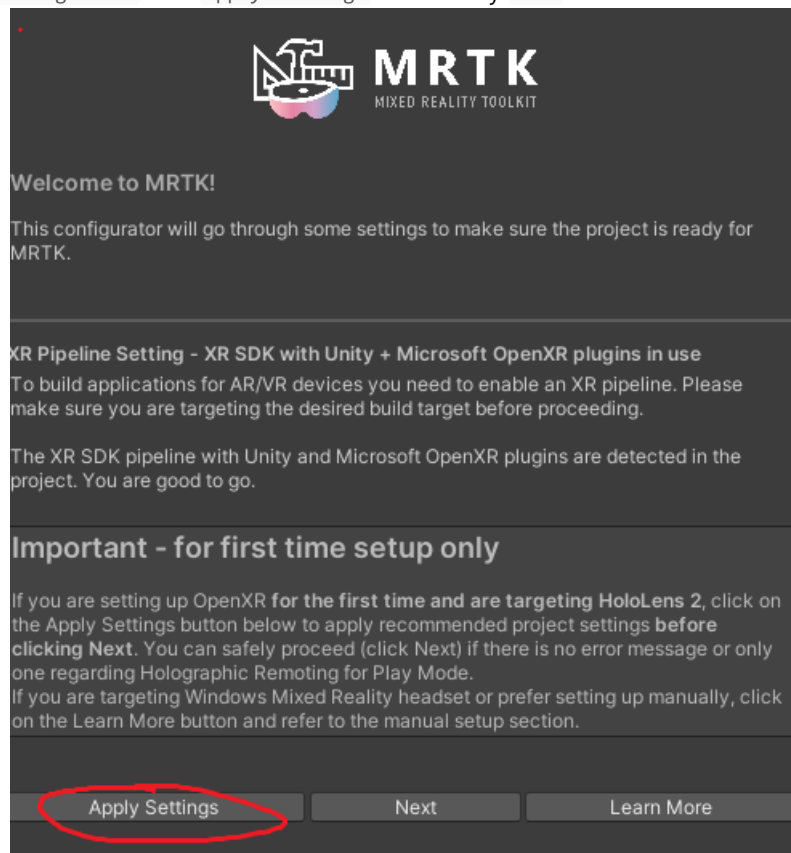 MRTK
MIXED REALITY TOOLKIT
Welcome to MRTK!
This configurator will go through some settings to make sure the project is ready for
MRTK.
XR Pipeline Setting - XR SDK with Unity + Microsoft OpenXR plugins in use
To build applications for AR/VR devices you need to enable an XR pipeline. Please
make sure you are targeting the desired build target before proceeding.
The XR SDK pipeline with Unity and Microsoft OpenXR plugins are detected in the
project. You are good to go.
Important - for first time setup only
If you are setting up OpenXR for the first time and are targeting HoloLens 2, click on
the Apply Settings button below to apply recommended project settings before
clicking Next. You can safely proceed (click Next) if there is no error message or only
one regarding Holographic Remoting for Play Mode.
If you are targeting Windows Mixed Reality headset or prefer setting up manually, click
on the Learn More button and refer to the manual setup section.
Apply Settings Next Learn More